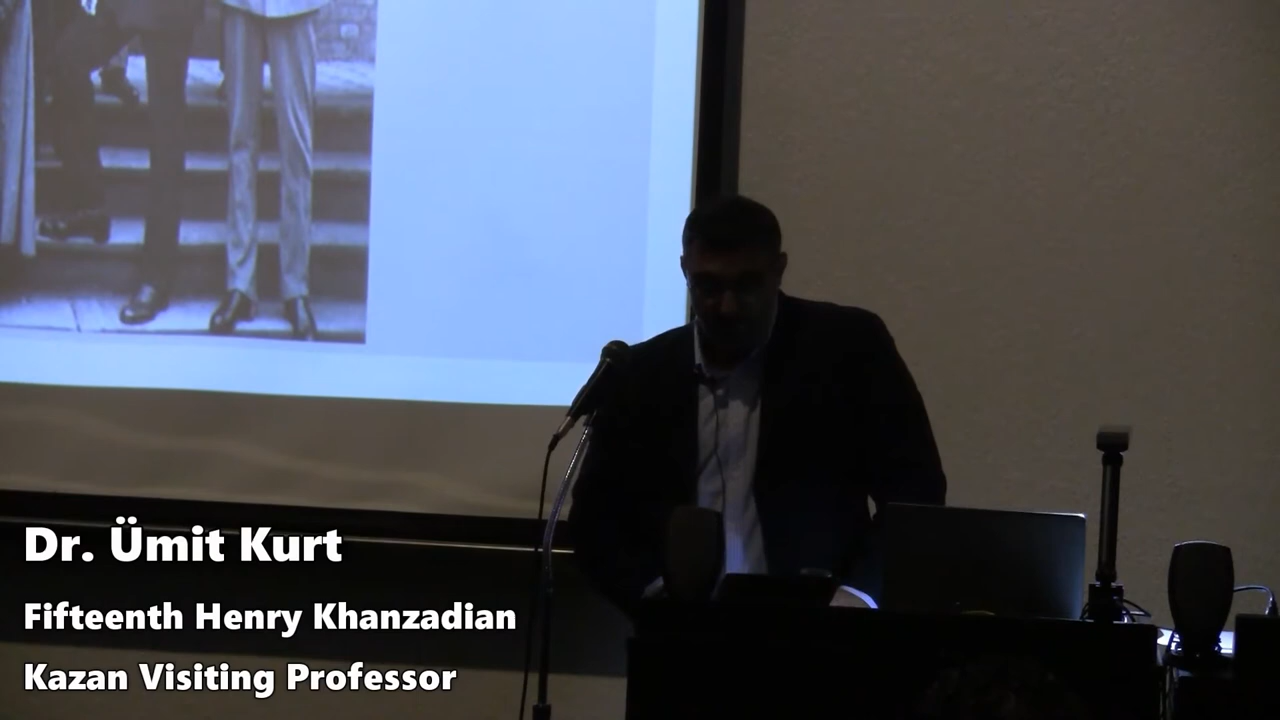 Dr. Ümit Kurt
Fifteenth Henry Khanzadian
Kazan Visiting Professor